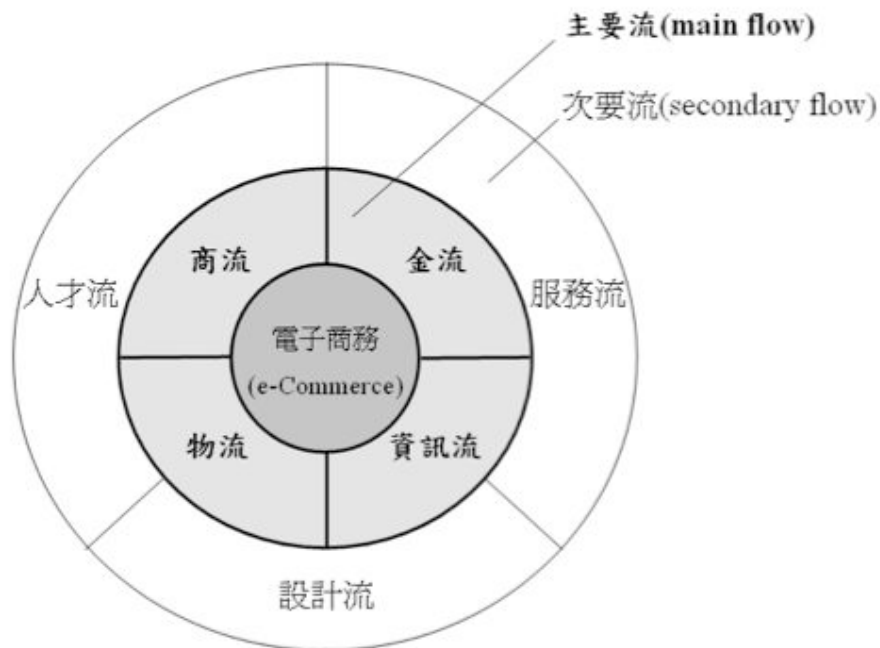 主要流(main flow)
次要流(secondary flow)
商流
金流
人才流
服務流
電子商務
(e-Commerce)
物流
資訊流
設計流